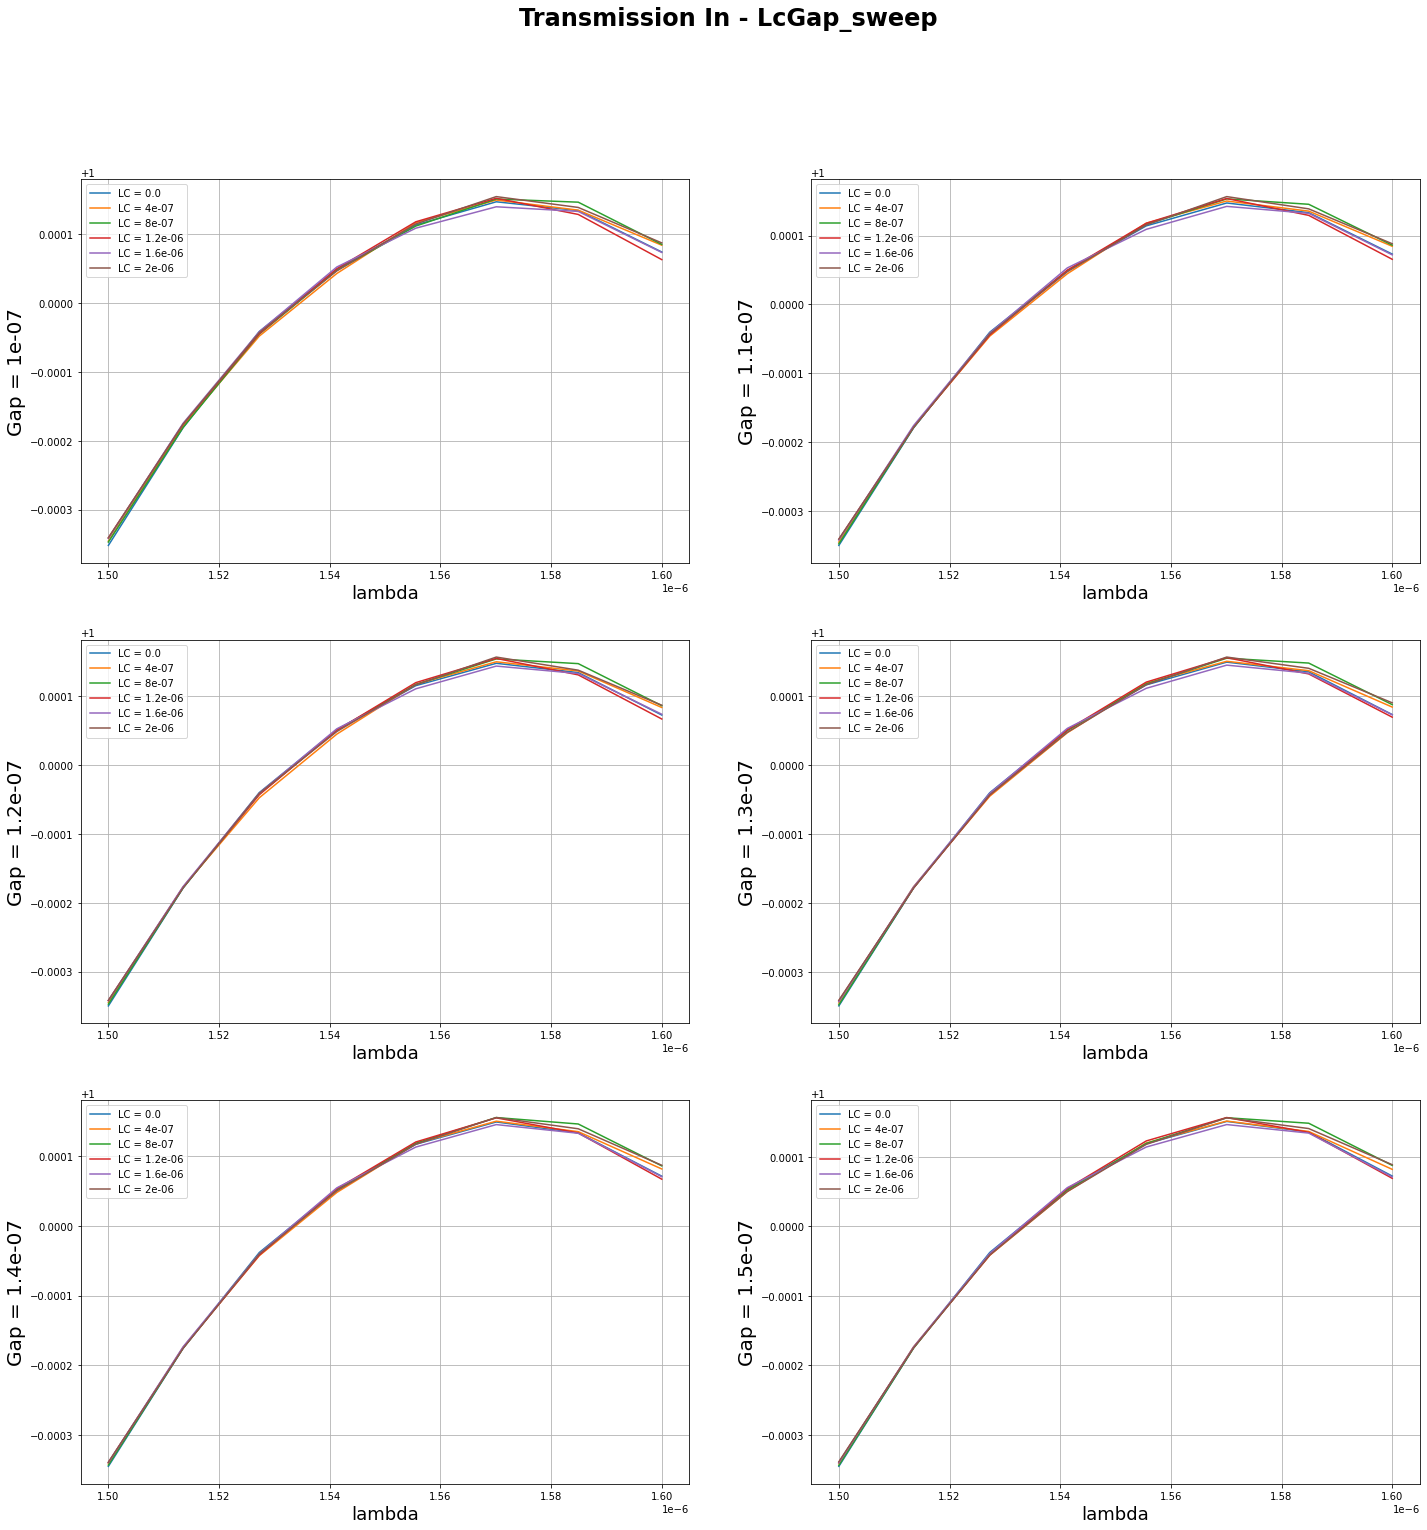 Transmission In - LcGap_sweep
+1
LC = 0.0
LC = 4e-07
LC = 8e-07
LC = 1.2e-06
LC = 1.6e-06
LC = 2e-06
0.0001
0.0000
−0.0001
−0.0002
−0.0003
Gap = 1e-07
1.50 1.52 1.54 1.56 1.58 1.60
1e−6
lambda
+1
LC = 0.0
LC = 4e-07
LC = 8e-07
LC = 1.2e-06
LC = 1.6e-06
LC = 2e-06
0.0001
0.0000
−0.0001
−0.0002
−0.0003
Gap = 1.1e-07
1.50 1.52 1.54 1.56 1.58 1.60
1e−6
lambda
+1
LC = 0.0
LC = 4e-07
LC = 8e-07
LC = 1.2e-06
LC = 1.6e-06
LC = 2e-06
0.0001
0.0000
−0.0001
−0.0002
−0.0003
Gap = 1.2e-07
1.50 1.52 1.54 1.56 1.58 1.60
1e−6
lambda
+1
LC = 0.0
LC = 4e-07
LC = 8e-07
LC = 1.2e-06
LC = 1.6e-06
LC = 2e-06
0.0001
0.0000
−0.0001
−0.0002
−0.0003
Gap = 1.3e-07
1.50 1.52 1.54 1.56 1.58 1.60
1e−6
lambda
+1
LC = 0.0
LC = 4e-07
LC = 8e-07
LC = 1.2e-06
LC = 1.6e-06
LC = 2e-06
0.0001
0.0000
−0.0001
−0.0002
−0.0003
Gap = 1.4e-07
1.50 1.52 1.54 1.56 1.58 1.60
1e−6
lambda
+1
LC = 0.0
LC = 4e-07
LC = 8e-07
LC = 1.2e-06
LC = 1.6e-06
LC = 2e-06
0.0001
0.0000
−0.0001
−0.0002
−0.0003
Gap = 1.5e-07
1.50 1.52 1.54 1.56 1.58 1.60
1e−6
lambda